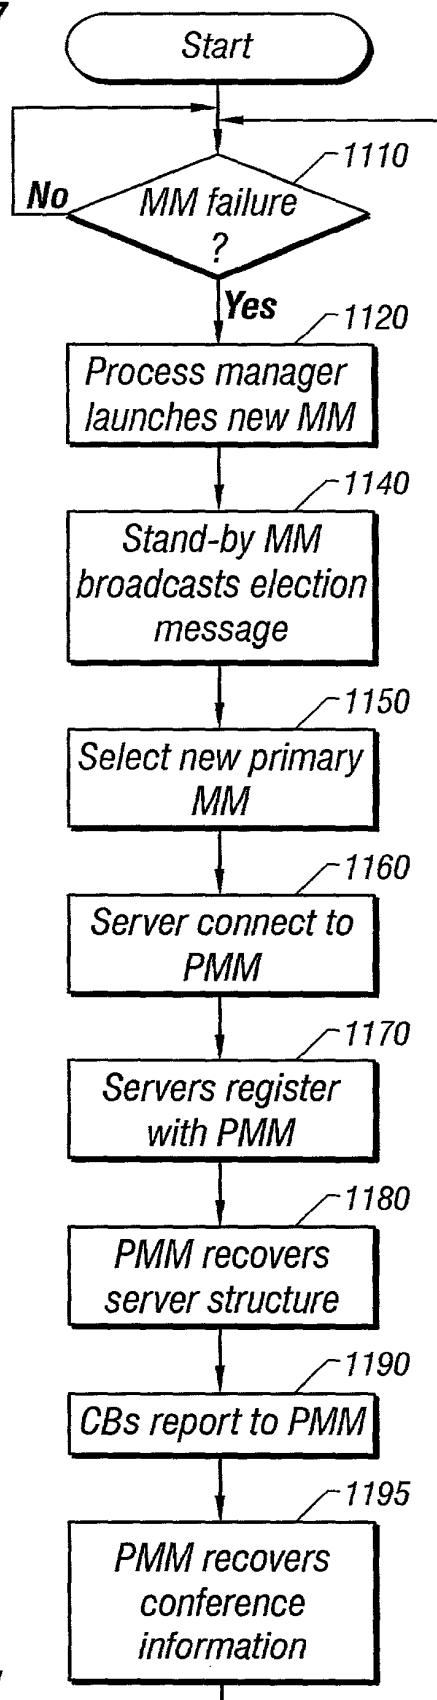 7
Start
1110
No
MM failure
?
Yes
1120
Process manager
launches new MM
1140
Stand-by MM
broadcasts election
message
1150
Select new primary
MM
1160
Server connect to
PMM
1170
Servers register
with PMM
1180
PMM recovers
server structure
1190
CBs report to PMM
1195
PMM recovers
conference
information